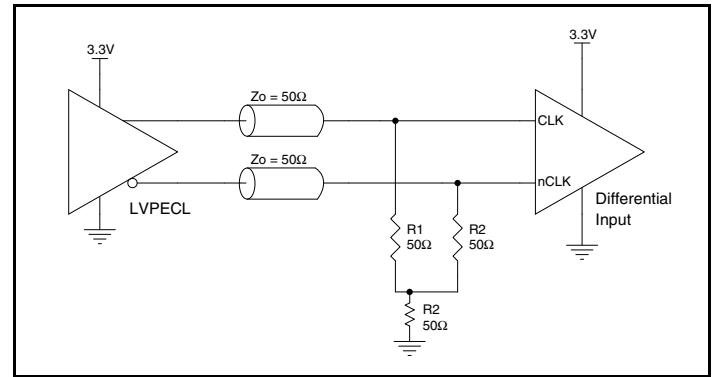 3.3V
3.3V
Zo = 50Ω
CLK
Zo = 50Ω
nCLK
LVPECL
Differential
Input
R1
50Ω
R2
50Ω
R2
50Ω